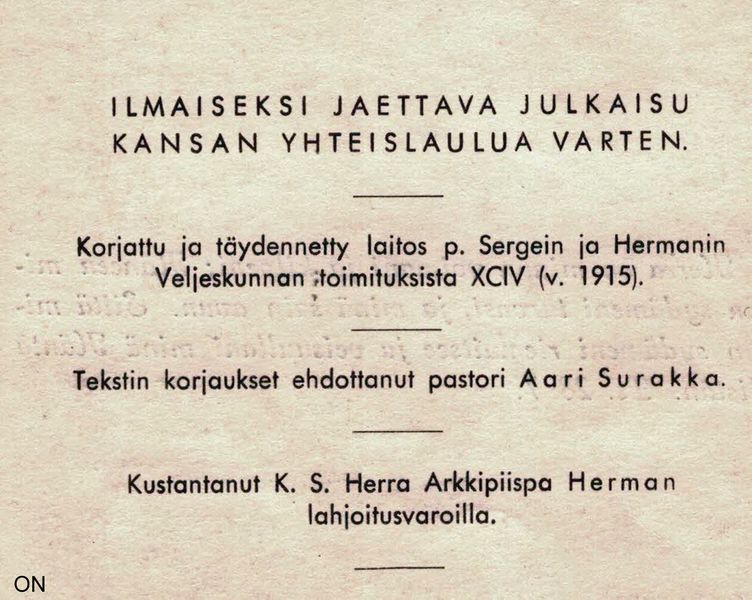 ILMAISEKSI JAETTAVA JULKAISU
KANSAN YHTEISLAULUA VARTEN.
Korjattu ja täydennetty laitos p. Sergein ja Hermanin
Veljeskunnan toimituksista XCIV (v. 1915).
Tekstin korjaukset ehdottanut pastori Aari Surakka.
Kustantanut K. S. Herra Arkkipiispa Herman
lahjoitusvaroilla.
ON